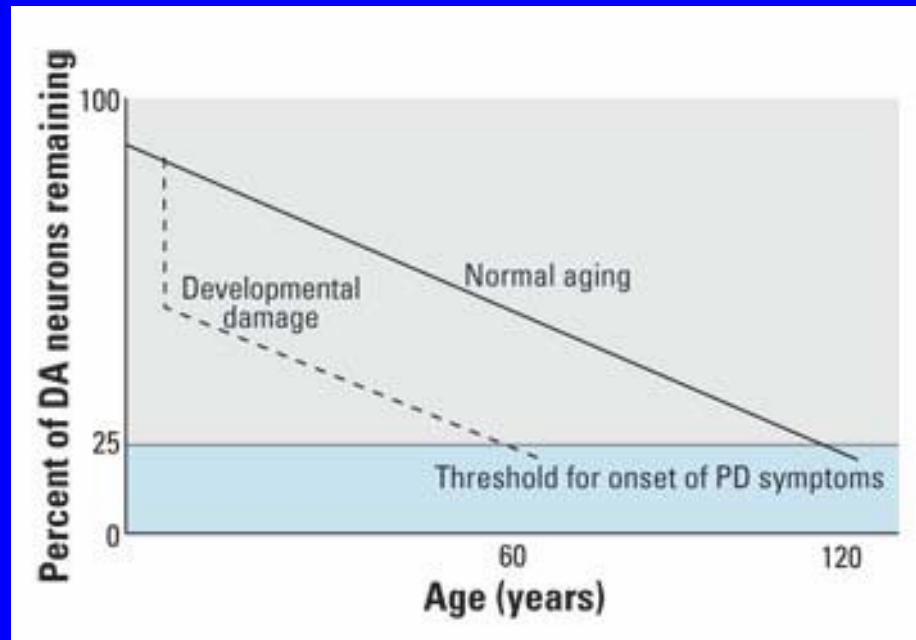 Percent of DA neurons remaining
100
Normal aging
Developmental
damage
25
Threshold for onset of PD symptoms
0
60
120
Age (years)